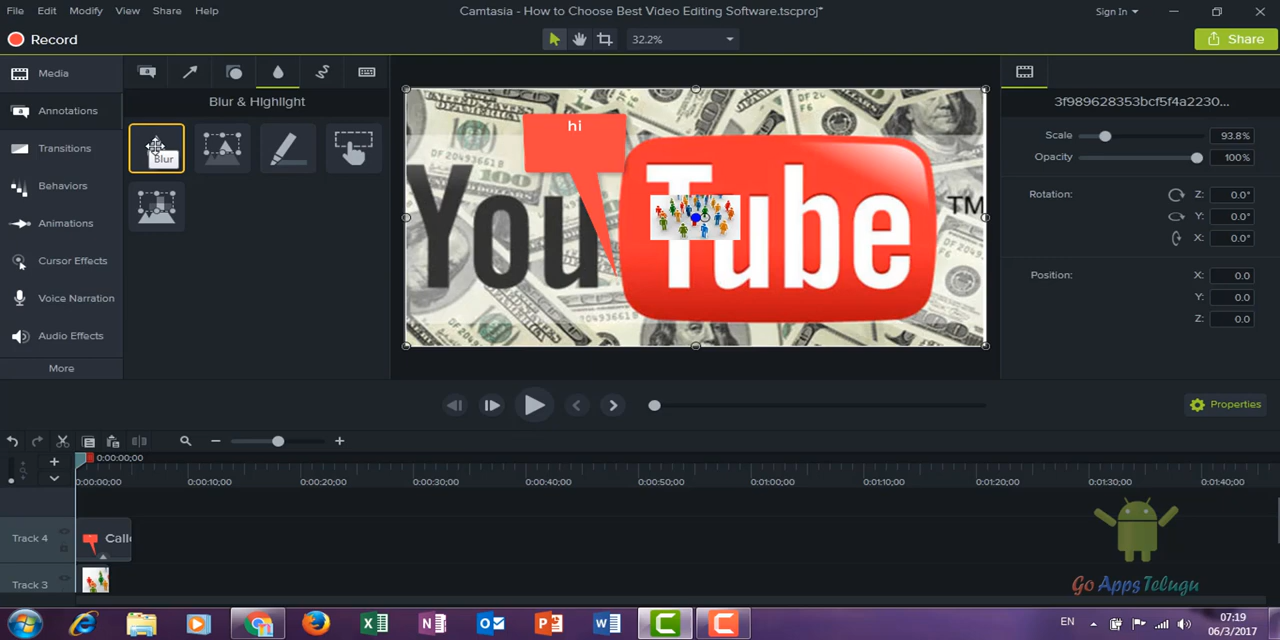 File Edit Modify View Share Help
Camtasia - How to Choose Best Video Editing Software.tscproj*
Sign In
Record
32.2%
Share
Media
Annotations
Transitions
Behaviors
Animations
Cursor Effects
Voice Narration
Audio Effects
More
Blur & Highlight
Blur
hi
YouTube
TM
3f989628353bcf5f4a2230...
Scale 93.8%
Opacity 100%
Rotation: Z: 0.0°
Y: 0.0°
X: 0.0°
Position: X: 0.0
Y: 0.0
Z: 0.0
Properties
0:00:00;00
0:00:00;00 0:00:10;00 0:00:20;00 0:00:30;00 0:00:40;00 0:00:50;00 0:01:00;00 0:01:10;00 0:01:20;00 0:01:30;00 0:01:40;00
Track 4
Track 3
Go AppsTelugu
EN
07:19
06/3/2017